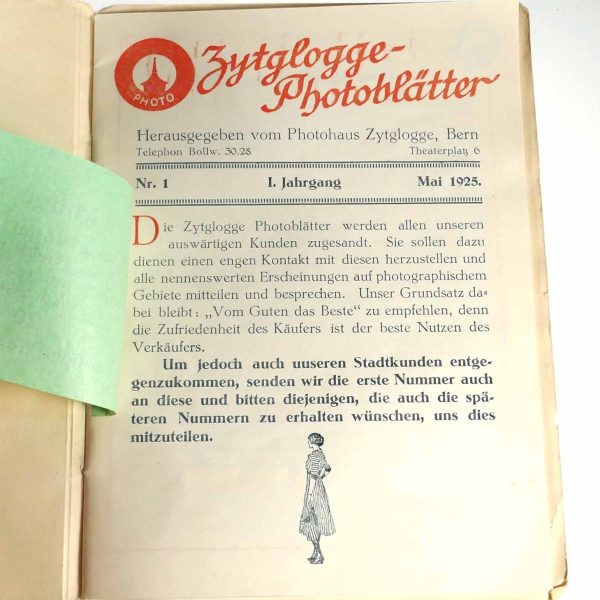 PHOTO
Zytglogge-
Photoblätter
Herausgegeben vom Photohaus Zytglogge, Bern
Telephon Bollw. 30.28 Theaterplatz 6
Nr. 1 I. Jahrgang Mai 1925.
Die Zytglogge Photoblätter werden allen unseren
auswärtigen Kunden zugesandt. Sie sollen dazu
dienen einen engen Kontakt mit diesen herzustellen und
alle nennenswerten Erscheinungen auf photographischem
Gebiete mitteilen und besprechen. Unser Grundsatz da-
bei bleibt: „Vom Guten das Beste" zu empfehlen, denn
die Zufriedenheit des Käufers ist der beste Nutzen des
Verkäufers.
Um jedoch auch uuseren Stadtkunden entge-
genzukommen, senden wir die erste Nummer auch
an diese und bitten diejenigen, die auch die spä-
teren Nummern zu erhalten wünschen, uns dies
mitzuteilen.